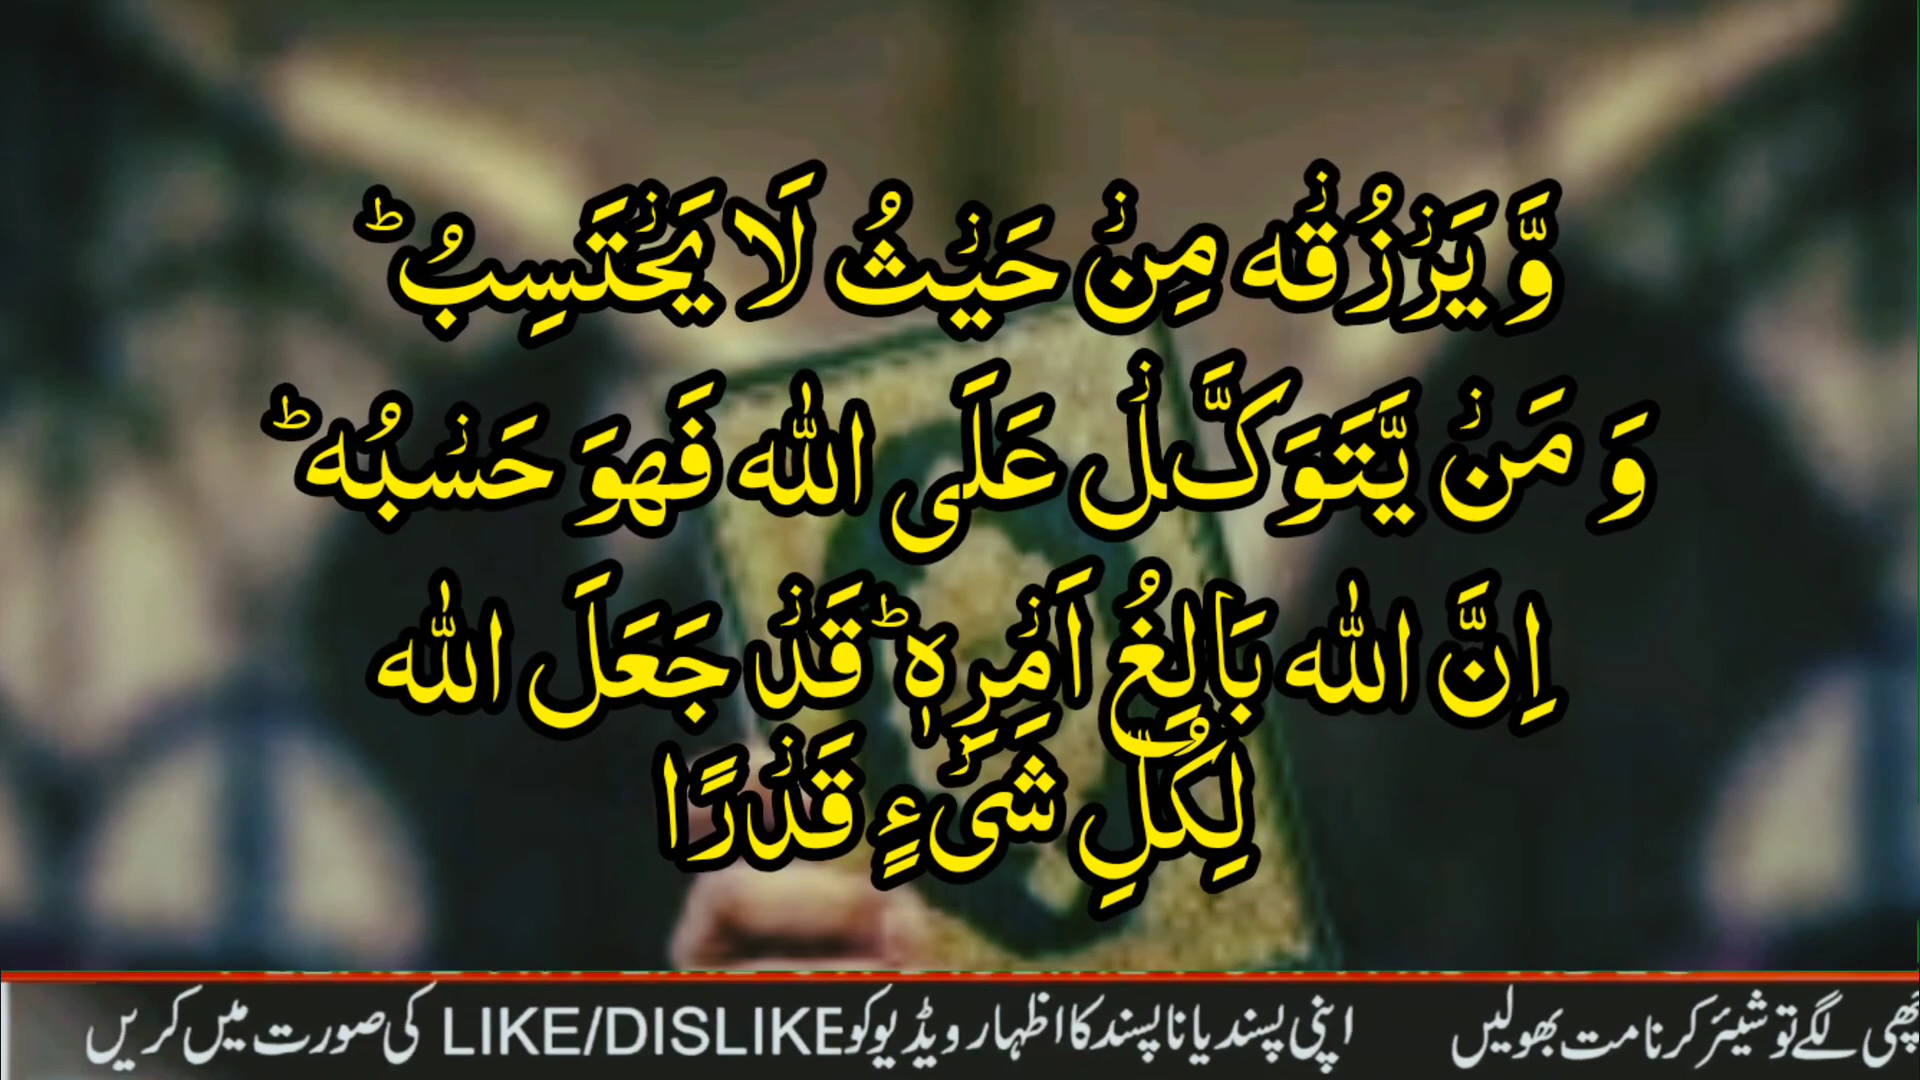 وَّ يَرۡزُقۡه مِنۡ حَيۡثُ لَا يَحۡتَسِبُ ؕ
وَ مَنۡ يَّتَوَكَّلۡ عَلَى الله فَهوَ حَسۡبُه ؕ
اِنَّ الله بَالِغُ اَمۡرِهٖ ؕ قَدۡ جَعَلَ الله
لِكُلِّ شَىۡءٍ قَدۡرًا
لگے تو شیئر کرنا مت بھولیں اپنی پسند یا ناپسند کا اظہار ویڈیو کو LIKE/DISLIKE کی صورت میں کریں